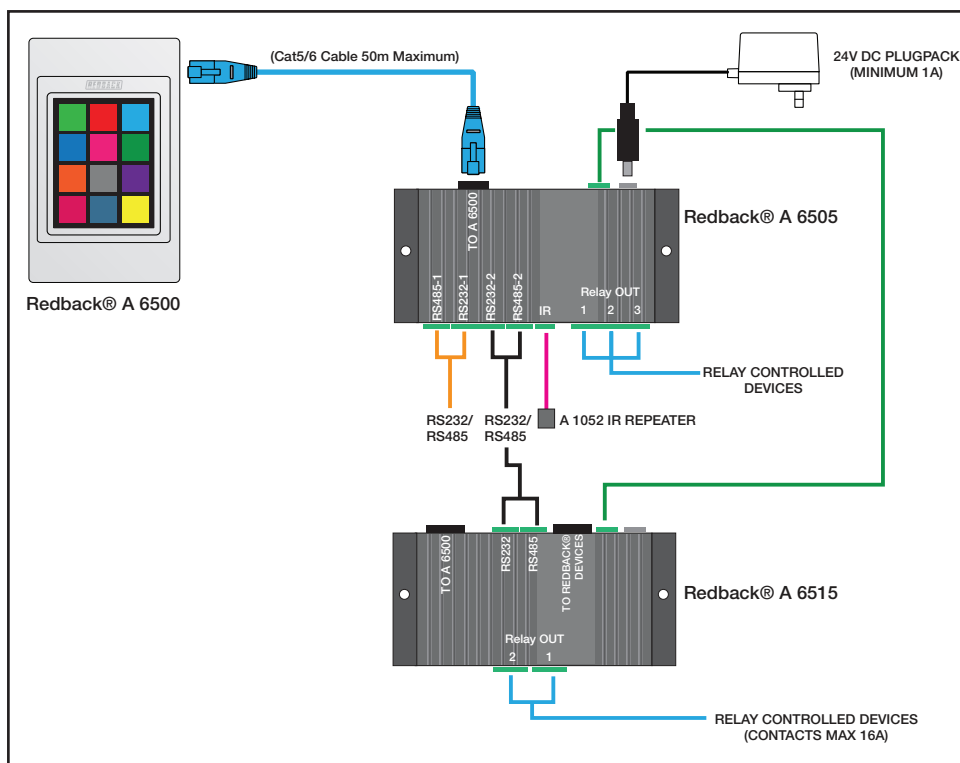 (Cat5/6 Cable 50m Maximum)
24V DC PLUGPACK
(MINIMUM 1A)
REDBACK
Redback® A 6500
TO A 6500
Redback® A 6505
RS485-1
RS232-1
RS232-2
RS485-2
IR
Relay OUT
1 2 3
RELAY CONTROLLED
DEVICES
RS232/
RS485
RS232/
RS485
A 1052 IR REPEATER
TO A 6500
RS232
RS485
TO REDBACK®
DEVICES
Redback® A 6515
Relay OUT
2 1
RELAY CONTROLLED DEVICES
(CONTACTS MAX 16A)